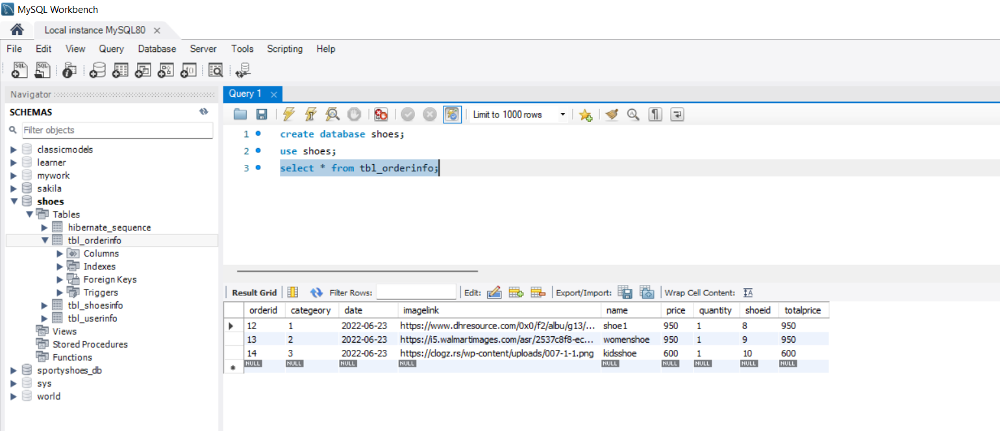 MySQL Workbench
Local instance MySQL80
File Edit View Query Database Server Tools Scripting Help
Navigator
SCHEMAS
Filter objects
classicmodels
learner
mywork
sakila
shoes
Tables
hibernate_sequence
tbl_orderinfo
Columns
Indexes
Foreign Keys
Triggers
tbl_shoesinfo
tbl_userinfo
Views
Stored Procedures
Functions
sportyshoes_db
sys
world
Query 1
Limit to 1000 rows
1 create database shoes;
2 use shoes;
3 select * from tbl_orderinfo;
Result Grid Filter Rows: Edit: Export/Import: Wrap Cell Content:
orderid categeory date imagelink name price quantity shoeid totalprice
12 1 2022-06-23 https://www.dhresource.com/0x0/f2/albu/g13/... shoe1 950 1 8 950
13 2 2022-06-23 https://i5.walmartimages.com/asr/2537c8f8-ec... womenshoe 950 1 9 950
14 3 2022-06-23 https://clogz.rs/wp-content/uploads/007-1-1.png kidsshoe 600 1 10 600
NULL NULL NULL NULL NULL NULL NULL NULL NULL